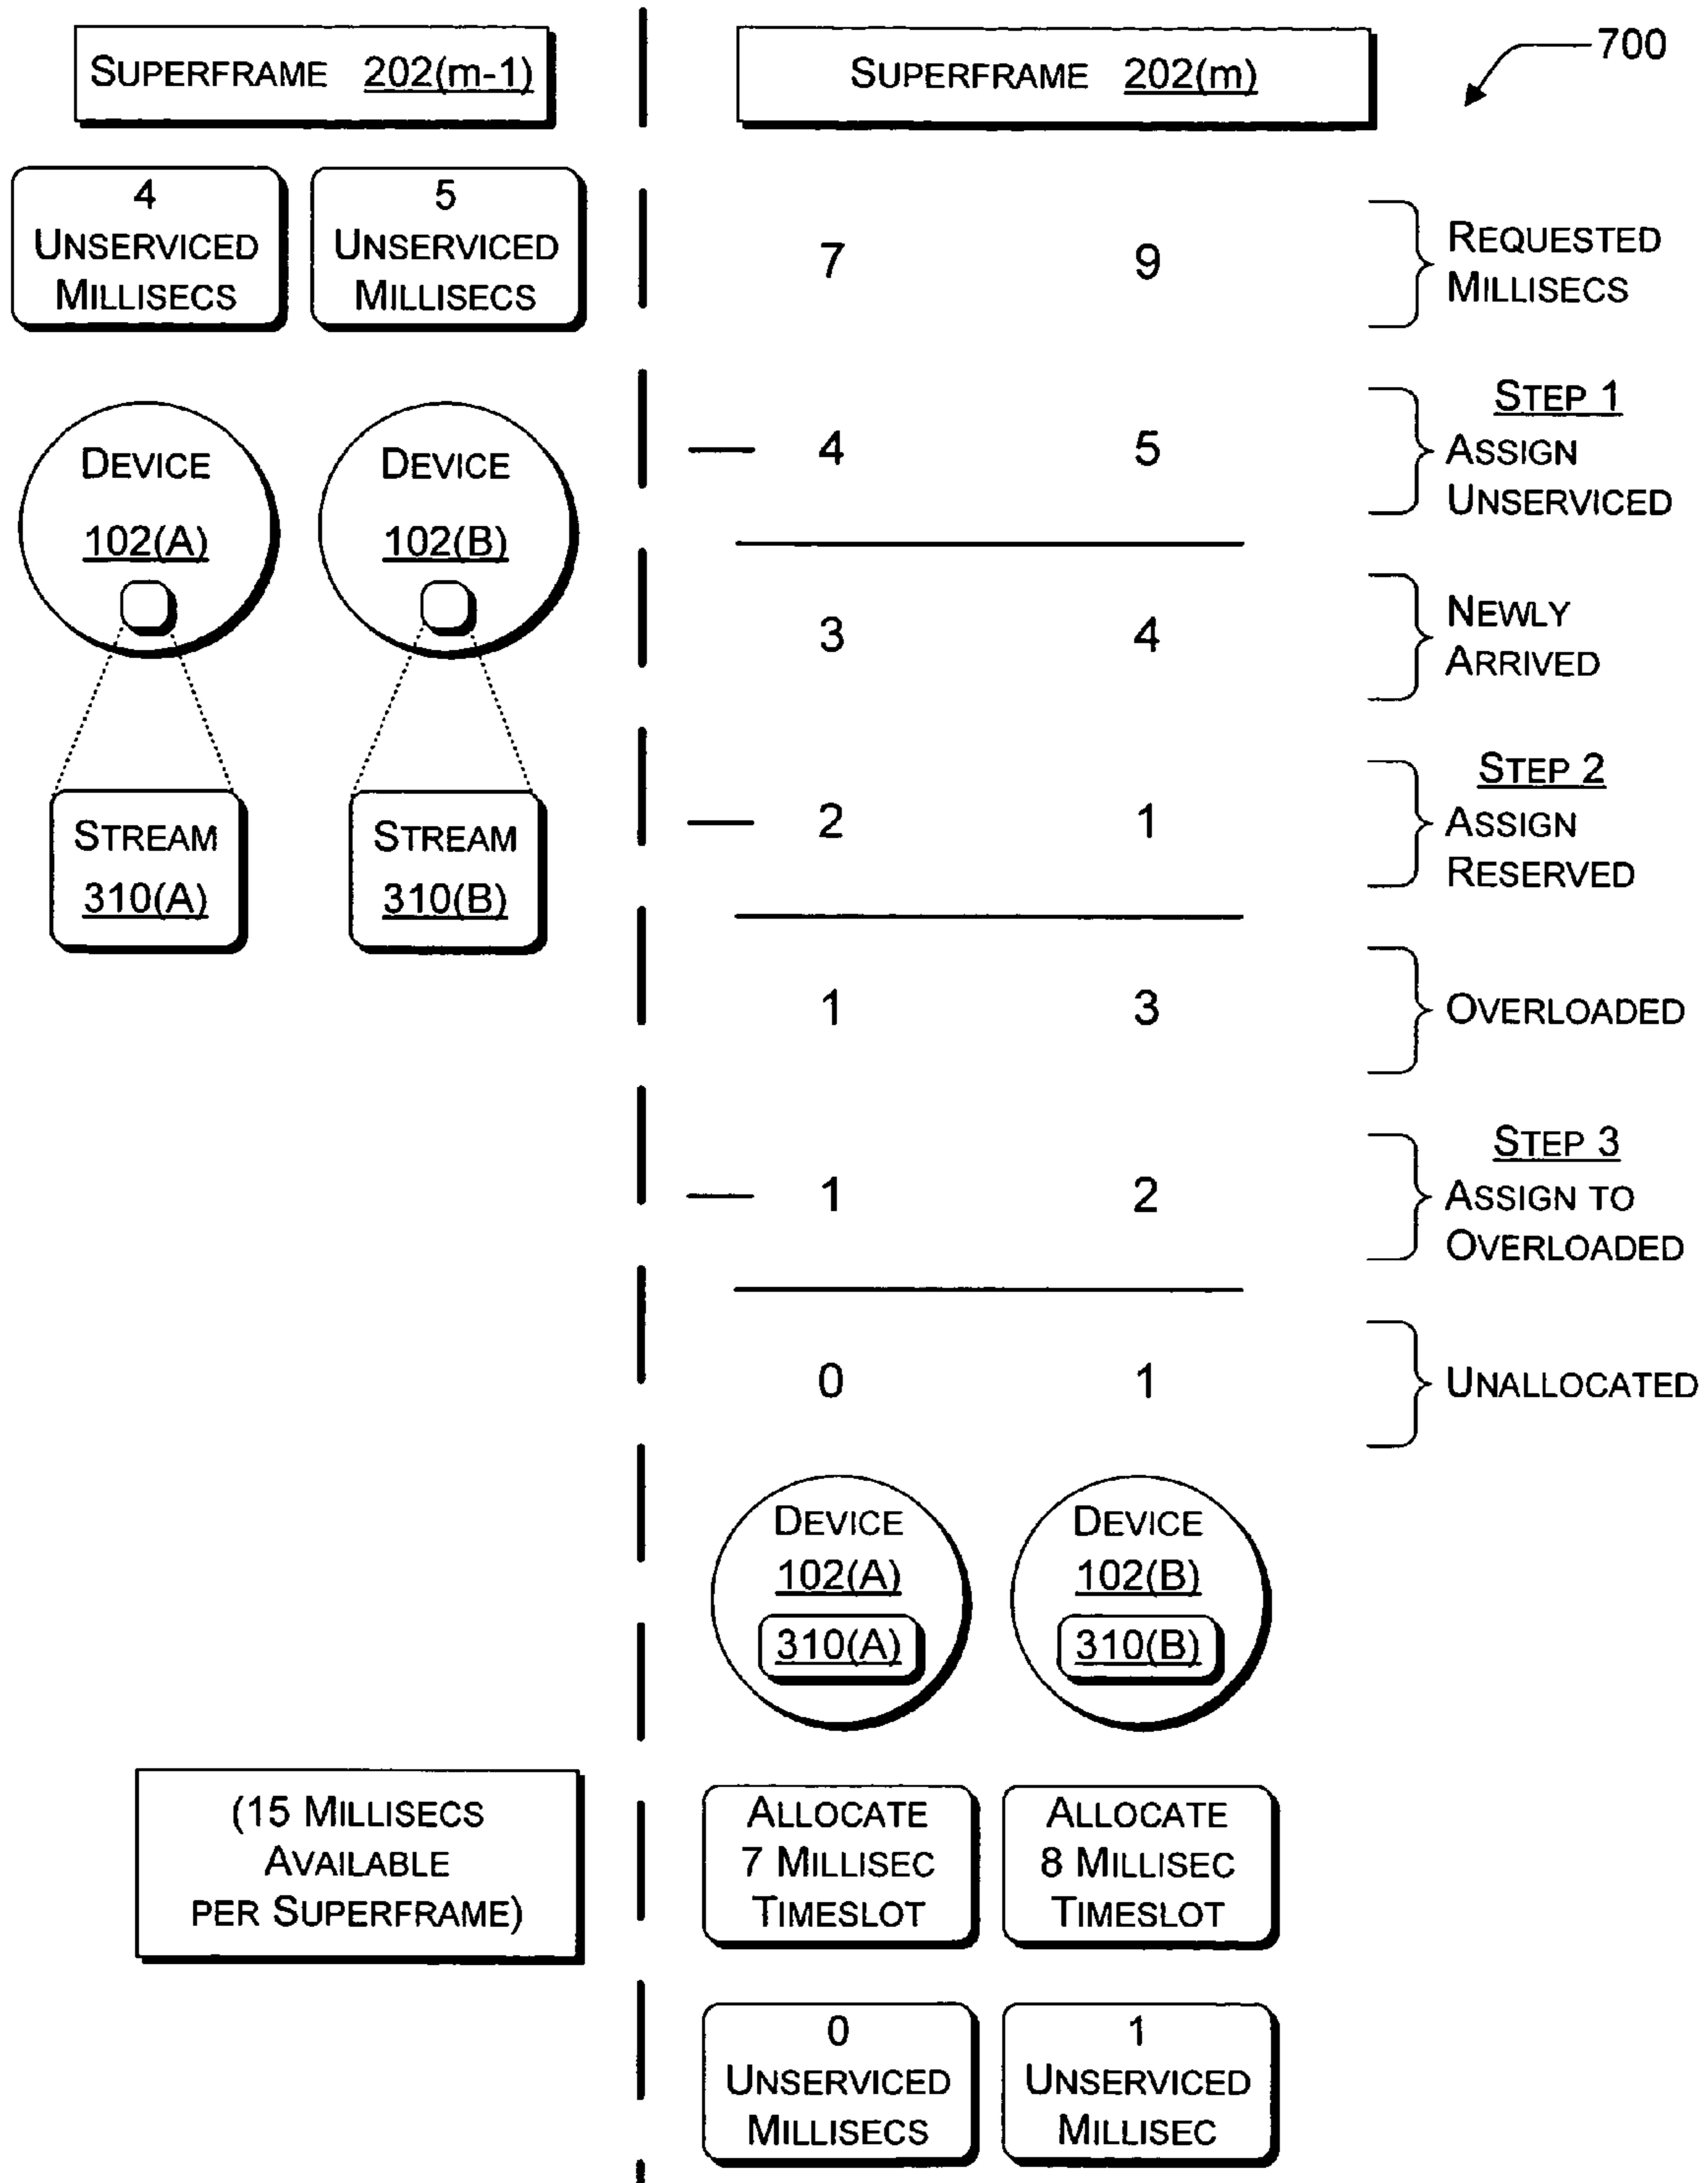 SUPERFRAME 202(m-1)
4
UNSERVICED
MILLISECS
5
UNSERVICED
MILLISECS
DEVICE
102(A)
DEVICE
102(B)
STREAM
310(A)
STREAM
310(B)
(15 MILLISECS
AVAILABLE
PER SUPERFRAME)
SUPERFRAME 202(m)
700
7 9
REQUESTED
MILLISECS
— 4 5
STEP 1
ASSIGN
UNSERVICED
3 4
NEWLY
ARRIVED
— 2 1
STEP 2
ASSIGN
RESERVED
1 3
OVERLOADED
— 1 2
STEP 3
ASSIGN TO
OVERLOADED
0 1
UNALLOCATED
DEVICE
102(A)
310(A)
DEVICE
102(B)
310(B)
ALLOCATE
7 MILLISEC
TIMESLOT
ALLOCATE
8 MILLISEC
TIMESLOT
0
UNSERVICED
MILLISECS
1
UNSERVICED
MILLISEC